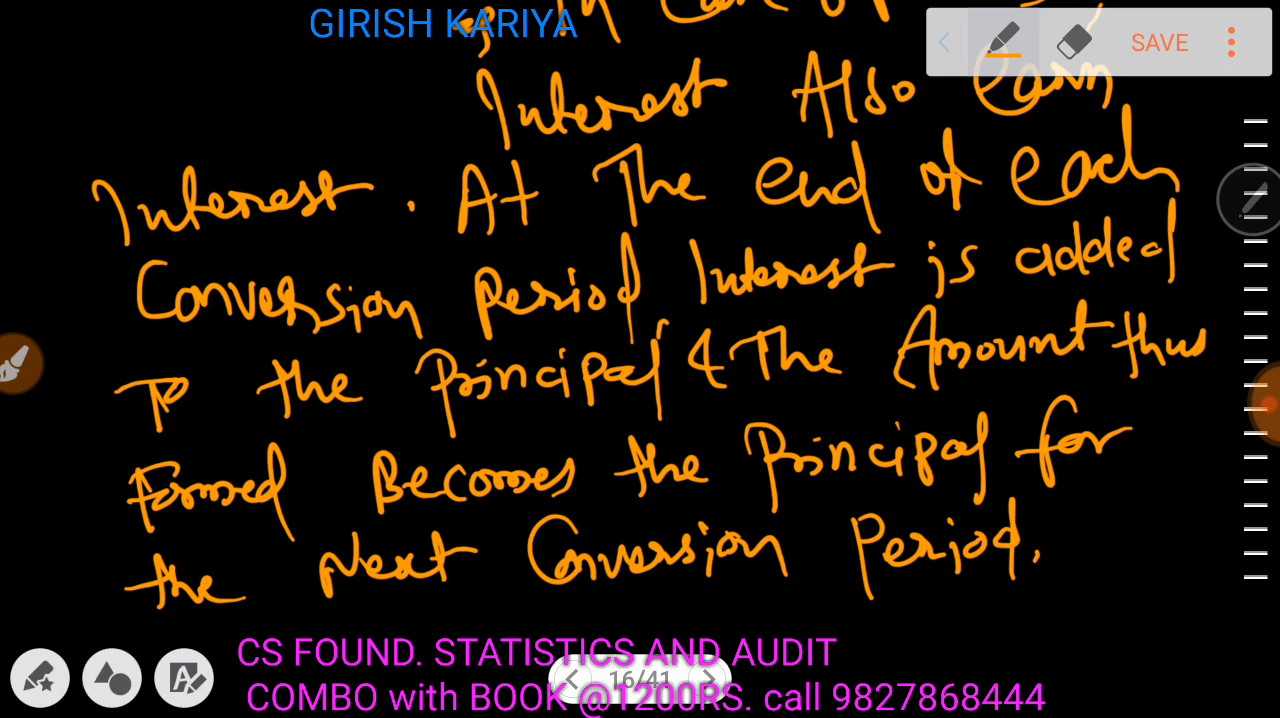 GIRISH KARIYA
SAVE
Interest Also Earn
Interest. At The end of each
Conversion Period Interest is added
To the Principal & The Amount thus
Formed Becomes the Principal for
the Next Conversion Period.
CS FOUND. STATISTICS AND AUDIT
16/41
COMBO with BOOK @1200RS. call 9827868444